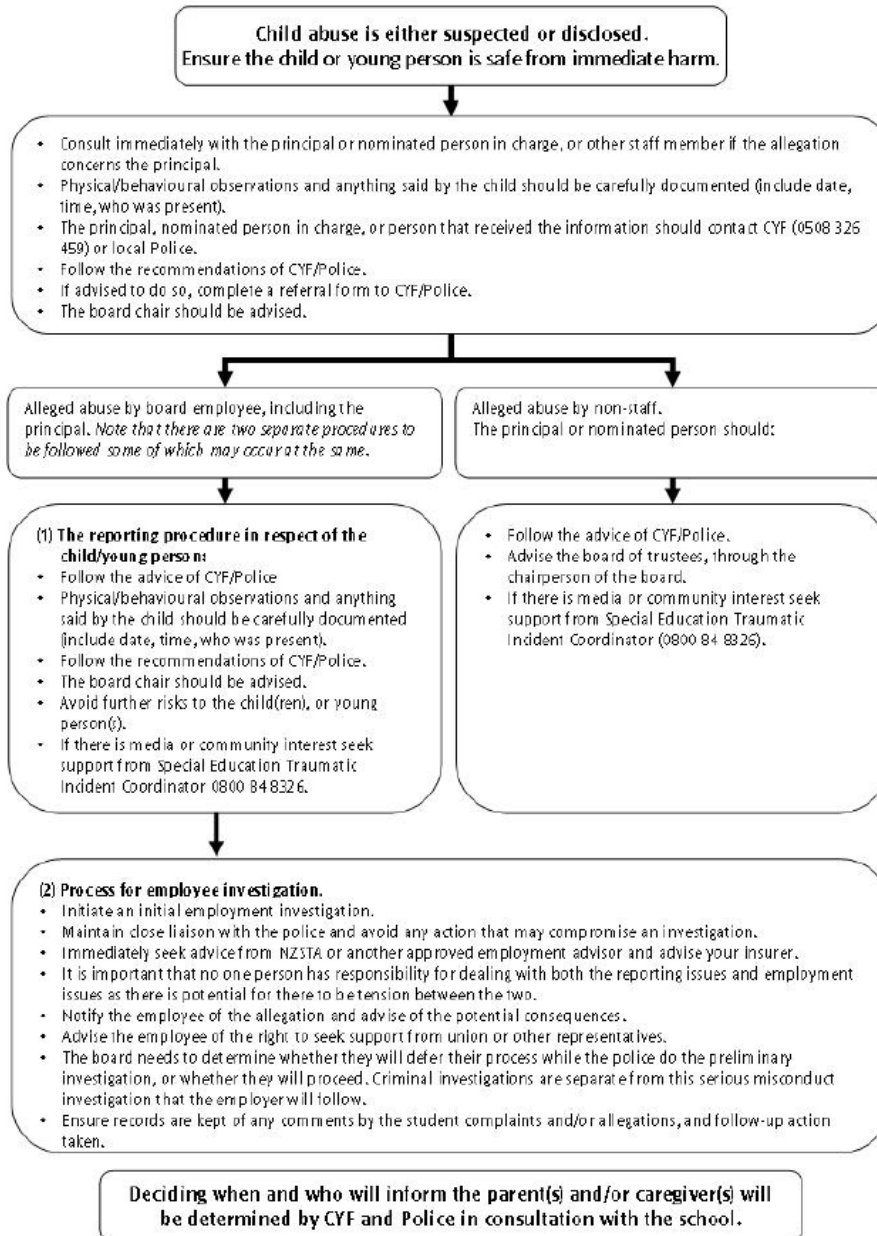 Child abuse is either suspected or disclosed.
Ensure the child or young person is safe from immediate harm.
• Consult immediately with the principal or nominated person in charge, or other staff member if the allegation
concerns the principal.
• Physical/behavioural observations and anything said by the child should be carefully documented (include date,
time, who was present).
• The principal, nominated person in charge, or person that received the information should contact CYF (0508 326
459) or local Police.
• Follow the recommendations of CYF/Police.
• If advised to do so, complete a referral form to CYF/Police.
• The board chair should be advised.
Alleged abuse by board employee, including the
principal. Note that there are two separate procedures to
be followed some of which may occur at the same.
Alleged abuse by non-staff.
The principal or nominated person should:
(1) The reporting procedure in respect of the
child/young person:
• Follow the advice of CYF/Police
• Physical/behavioural observations and anything
said by the child should be carefully documented
(include date, time, who was present).
• Follow the recommendations of CYF/Police.
• The board chair should be advised.
• Avoid further risks to the child(ren), or young
person(s).
• If there is media or community interest seek
support from Special Education Traumatic
Incident Coordinator 0800 848326.
• Follow the advice of CYF/Police.
• Advise the board of trustees, through the
chairperson of the board.
• If there is media or community interest seek
support from Special Education Traumatic
Incident Coordinator (0800 84 8326).
(2) Process for employee investigation.
• Initiate an initial employment investigation.
• Maintain close liaison with the police and avoid any action that may compromise an investigation.
• Immediately seek advice from NZSTA or another approved employment advisor and advise your insurer.
• It is important that no one person has responsibility for dealing with both the reporting issues and employment
issues as there is potential for there to be tension between the two.
• Notify the employee of the allegation and advise of the potential consequences.
• Advise the employee of the right to seek support from union or other representatives.
• The board needs to determine whether they will defer their process while the police do the preliminary
investigation, or whether they will proceed. Criminal investigations are separate from this serious misconduct
investigation that the employer will follow.
• Ensure records are kept of any comments by the student complaints and/or allegations, and follow-up action
taken.
Deciding when and who will inform the parent(s) and/or caregiver(s) will
be determined by CYF and Police in consultation with the school.